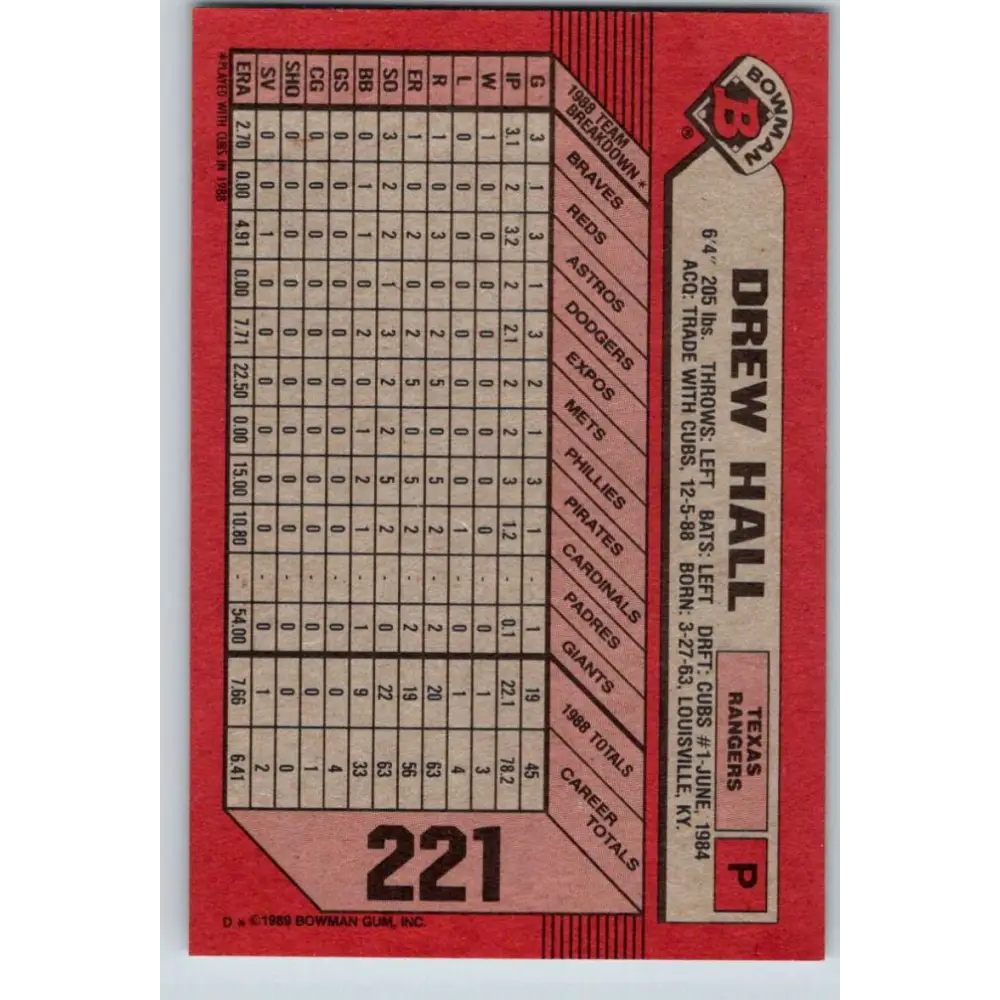 BOWMAN
B
®
DREW HALL
TEXAS
RANGERS
P
6'4" 205 lbs. THROWS: LEFT BATS: LEFT DRFT: CUBS #1-JUNE, 1984
ACQ: TRADE WITH CUBS, 12-5-88 BORN: 3-27-63, LOUISVILLE, KY.
1988 TEAM
BREAKDOWN *
BRAVES
REDS
ASTROS
DODGERS
EXPOS
METS
PHILLIES
PIRATES
CARDINALS
PADRES
GIANTS
1988 TOTALS
CAREER
TOTALS
G 3 1 3 1 3 2 1 3 1 - 1 19 45
IP 3.1 2 3.2 2 2.1 2 2 3 1.2 - 0.1 22.1 78.2
W 1 0 0 0 0 0 0 0 0 - 0 1 3
L 0 0 0 0 0 0 0 0 1 - 0 1 4
R 1 0 3 0 2 5 0 5 2 - 2 20 63
ER 1 0 2 0 2 5 0 5 2 - 2 19 56
SO 3 2 2 1 3 2 2 5 2 - 0 22 63
BB 0 1 1 0 2 0 1 2 1 - 1 9 33
GS 0 0 0 0 0 0 0 0 0 - 0 0 4
CG 0 0 0 0 0 0 0 0 0 - 0 0 1
SHO 0 0 0 0 0 0 0 0 0 - 0 0 0
SV 0 0 1 0 0 0 0 0 0 - 0 1 2
ERA 2.70 0.00 4.91 0.00 7.71 22.50 0.00 15.00 10.80 - 54.00 7.66 6.41
*PLAYED WITH CUBS IN 1988
221
D * ©1989 BOWMAN GUM, INC.